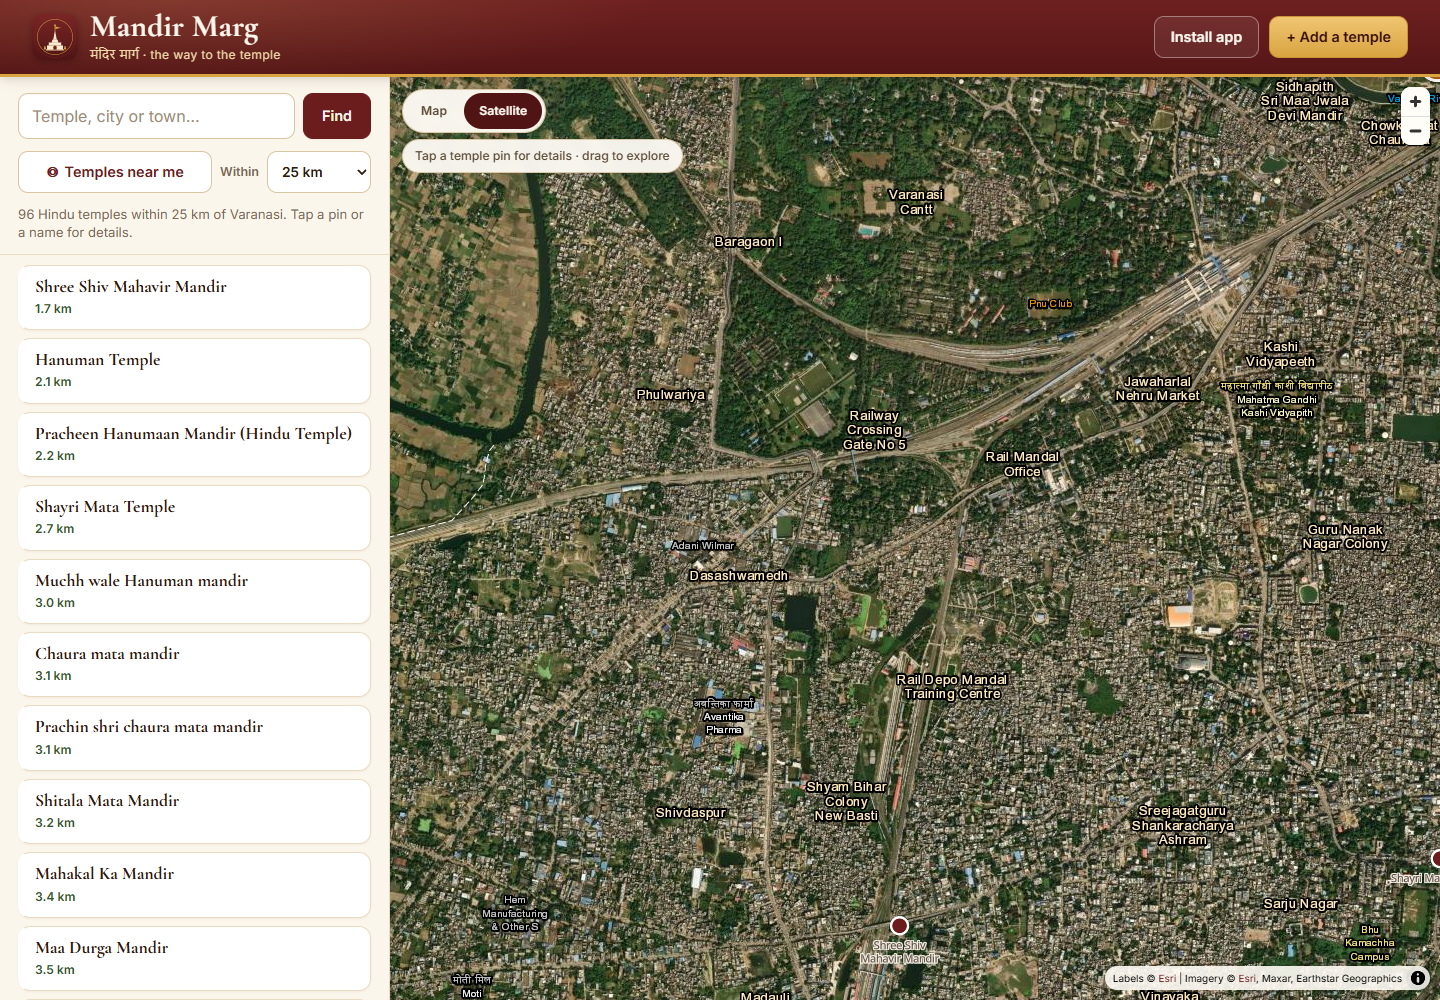 Mandir Marg
मंदिर मार्ग · the way to the temple
Install app
+ Add a temple
Temple, city or town...
Find
Temples near me
Within
25 km
96 Hindu temples within 25 km of Varanasi. Tap a pin or
a name for details.
Shree Shiv Mahavir Mandir
1.7 km
Hanuman Temple
2.1 km
Pracheen Hanumaan Mandir (Hindu Temple)
2.2 km
Shayri Mata Temple
2.7 km
Muchh wale Hanuman mandir
3.0 km
Chaura mata mandir
3.1 km
Prachin shri chaura mata mandir
3.1 km
Shitala Mata Mandir
3.2 km
Mahakal Ka Mandir
3.4 km
Maa Durga Mandir
3.5 km
Map
Satellite
Tap a temple pin for details · drag to explore
Sidhapith
Sri Maa Jwala
Devi Mandir
Varanasi
Cantt
Baragaon I
Pnu Club
Kashi
Vidyapeeth
महात्मा गाँधी काशी विद्यापीठ
Mahatma Gandhi
Kashi Vidyapith
Jawaharlal
Nehru Market
Phulwariya
Railway
Crossing
Gate No 5
Rail Mandal
Office
Guru Nanak
Nagar Colony
Adani Wilmar
Dasashwamedh
Rail Depo Mandal
Training Centre
अवन्तिका फार्मा
Avantika
Pharma
Shyam Bihar
Colony
New Basti
Shivdaspur
Sreejagatguru
Shankaracharya
Ashram
Shayri Ma
Hem
Manufacturing
& Other S
Sarju Nagar
Shree Shiv
Mahavir Mandir
Bhu
Kamachha
Campus
मोती मिल
Moti
Madauli
Vinayaka
Labels © Esri | Imagery © Esri, Maxar, Earthstar Geographics